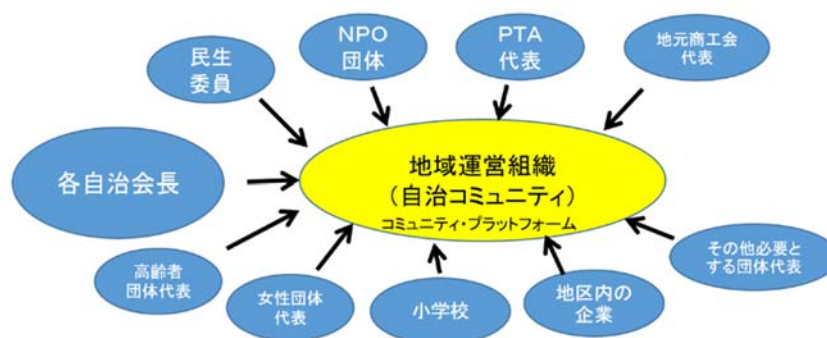 民生
委員
NPO
団体
PTA
代表
地元商工会
代表
各自治会長
地域運営組織
（自治コミュニティ）
コミュニティ・プラットフォーム
高齢者
団体代表
女性団体
代表
小学校
地区内の
企業
その他必要と
する団体代表